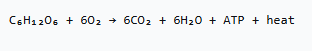 C₆H₁₂O₆ + 6O₂ → 6CO₂ + 6H₂O + ATP + heat